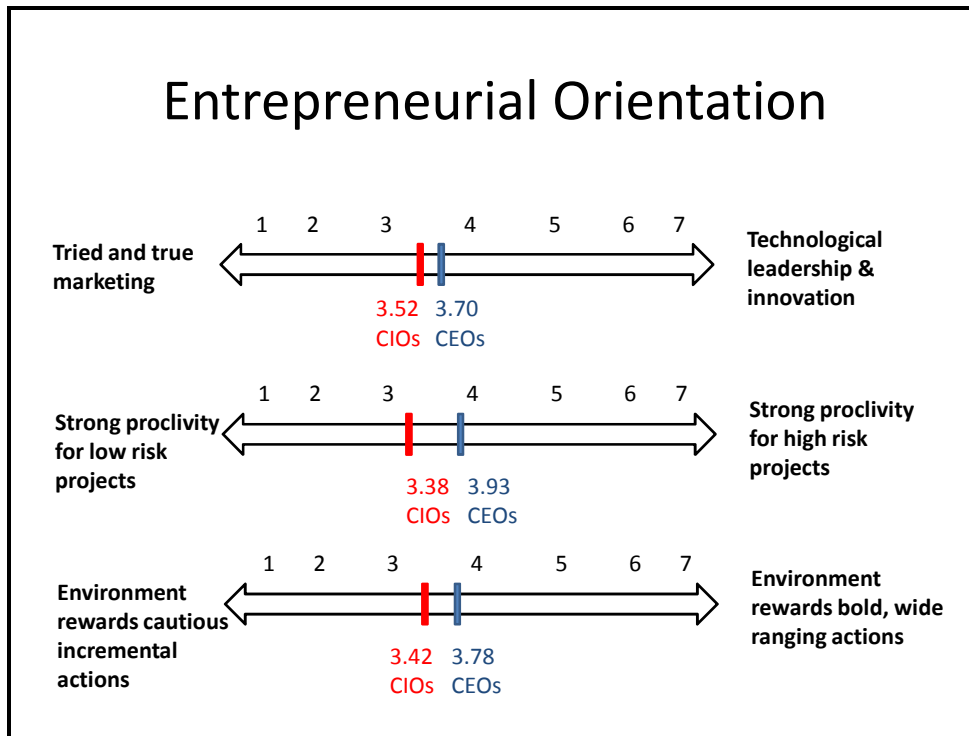 Entrepreneurial Orientation
1 2 3 4 5 6 7
Tried and true
marketing
Technological
leadership &
innovation
3.52 3.70
CIOs CEOs
1 2 3 4 5 6 7
Strong proclivity
for low risk
projects
Strong proclivity
for high risk
projects
3.38 3.93
CIOs CEOs
1 2 3 4 5 6 7
Environment
rewards cautious
incremental
actions
Environment
rewards bold, wide
ranging actions
3.42 3.78
CIOs CEOs